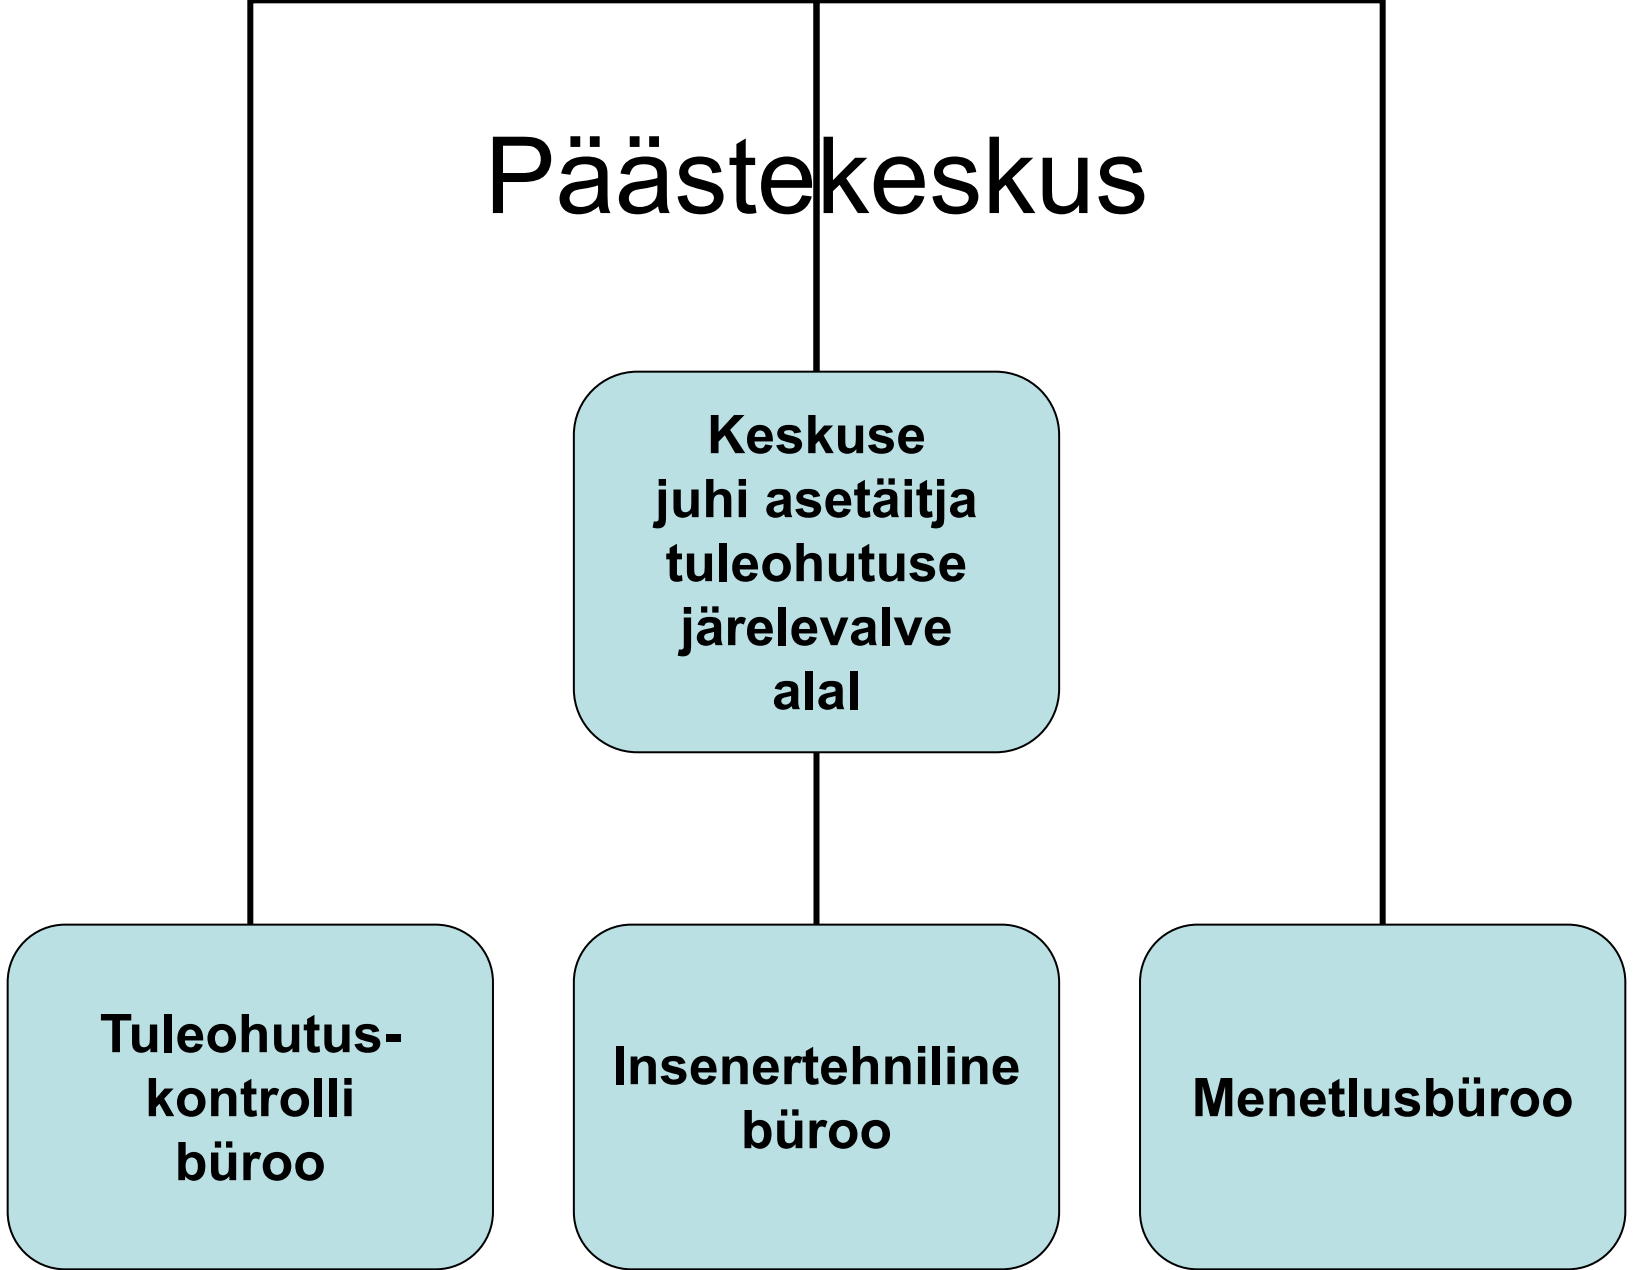 Päästekeskus
Keskuse
juhi asetäitja
tuleohutuse
järelevalve
alal
Tuleohutus-
kontrolli
büroo
Insenertehniline
büroo
Menetlusbüroo